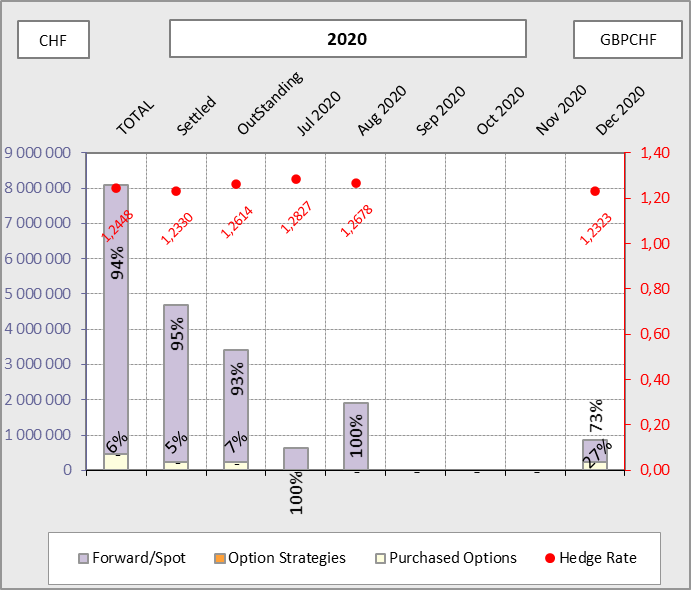 CHF
2020
GBPCHF
TOTAL
Settled
OutStanding
Jul 2020
Aug 2020
Sep 2020
Oct 2020
Nov 2020
Dec 2020
9 000 000
8 000 000
7 000 000
6 000 000
5 000 000
4 000 000
3 000 000
2 000 000
1 000 000
0
1,40
1,20
1,00
0,80
0,60
0,40
0,20
0,00
1,2448
1,2330
1,2614
1,2827
1,2678
1,2323
94%
95%
93%
100%
100%
73%
6%
5%
7%
27%
-
-
-
-
-
-
-
-
Forward/Spot
Option Strategies
Purchased Options
Hedge Rate